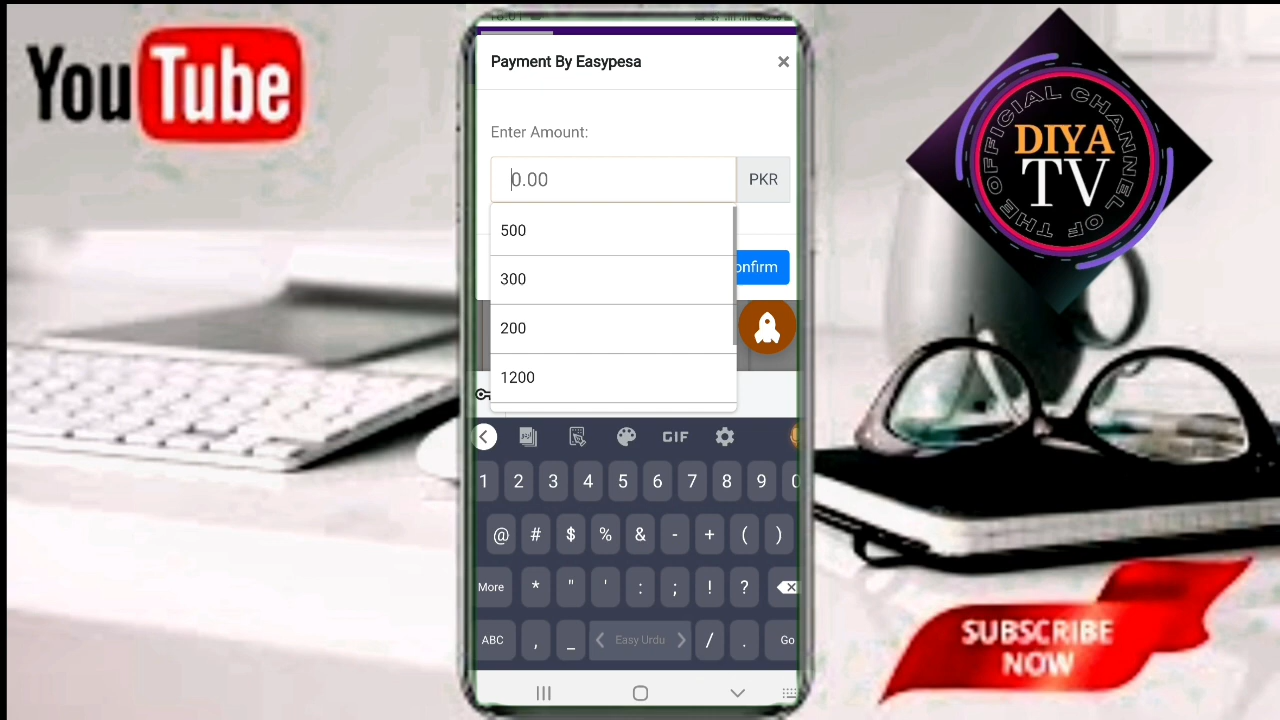 YouTube
Payment By Easypesa
×
Enter Amount:
0.00
PKR
500
300
200
1200
onfirm
GIF
1 2 3 4 5 6 7 8 9 0
@ # $ % & - + ( )
More * " ' : ; ! ?
ABC , _ Easy Urdu / . Go
THE OFFICIAL CHANNEL OF
DIYA
TV
SUBSCRIBE
NOW